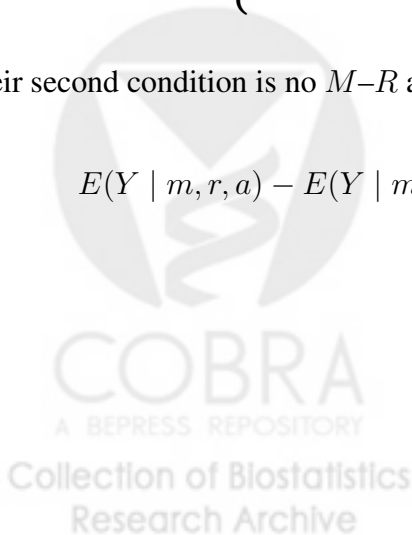 eir second condition is no M–R a
E(Y | m, r, a) − E(Y | m
COBRA
A BEPRESS REPOSITORY
Collection of Biostatistics
Research Archive